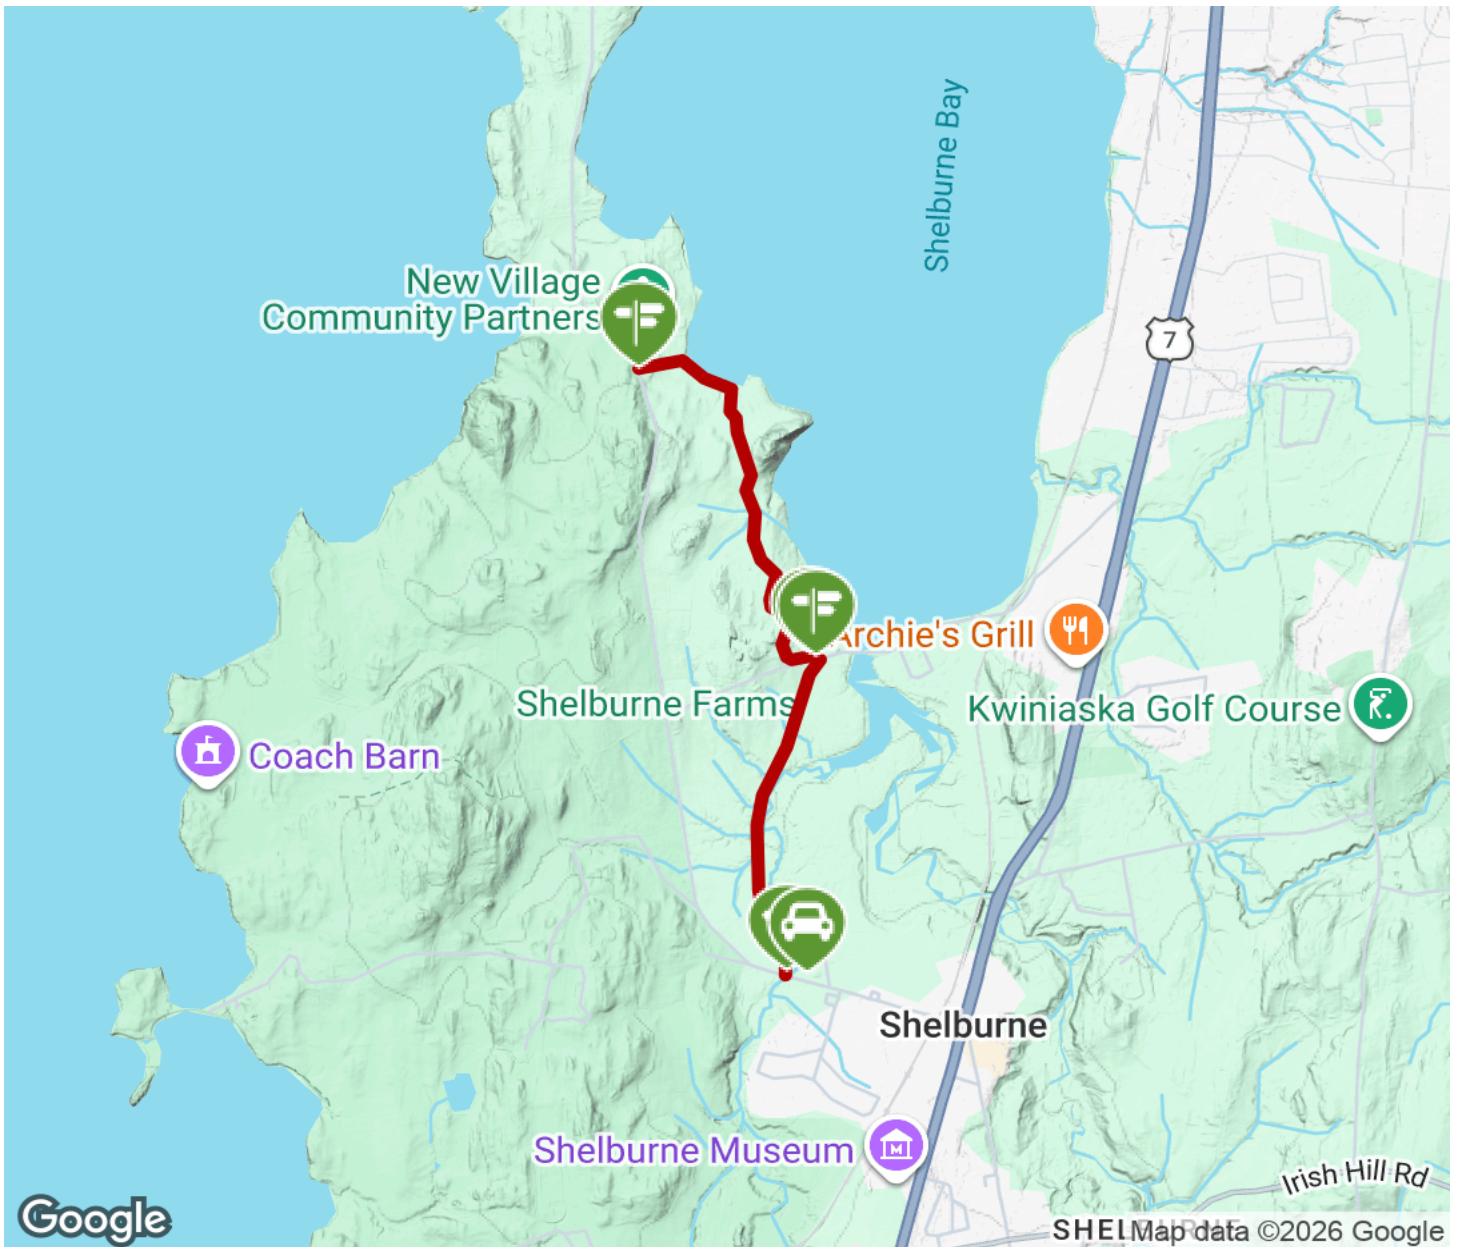 Shelburne Bay
New Village
Community Partners
7
Archie's Grill
Shelburne Farms
Kwiniaska Golf Course
Coach Barn
Shelburne
Shelburne Museum
M
Irish Hill Rd
Google
SHEL
Map data ©2026 Google